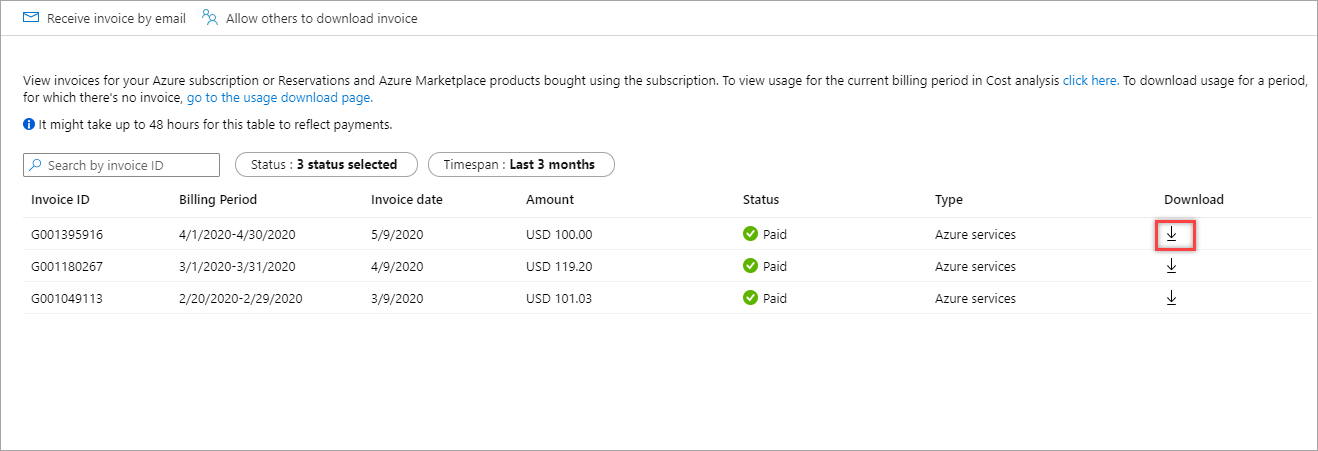 Receive invoice by email Allow others to download invoice
View invoices for your Azure subscription or Reservations and Azure Marketplace products bought using the subscription. To view usage for the current billing period in Cost analysis click here. To download usage for a period,
for which there's no invoice, go to the usage download page.
It might take up to 48 hours for this table to reflect payments.
Search by invoice ID Status : 3 status selected Timespan : Last 3 months
Invoice ID Billing Period Invoice date Amount Status Type Download
G001395916 4/1/2020-4/30/2020 5/9/2020 USD 100.00 Paid Azure services
G001180267 3/1/2020-3/31/2020 4/9/2020 USD 119.20 Paid Azure services
G001049113 2/20/2020-2/29/2020 3/9/2020 USD 101.03 Paid Azure services